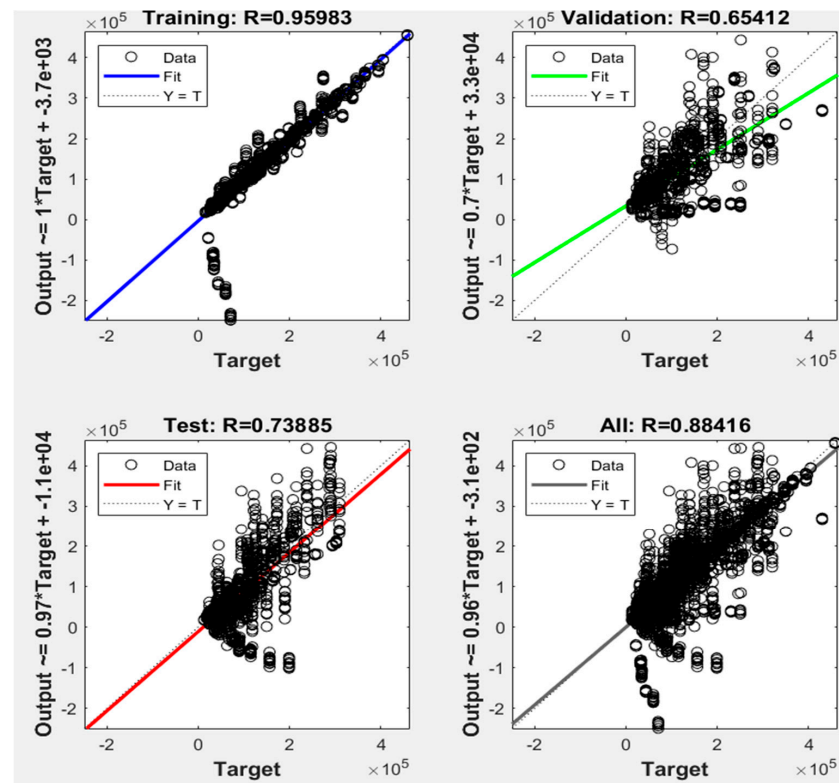 Training: R=0.95983
×10^5
Output ~= 1*Target + -3.7e+03
4
3
2
1
0
-1
-2
Data
Fit
Y = T
-2
0
2
4
×10^5
Target
Validation: R=0.65412
×10^5
Output ~= 0.7*Target + 3.3e+04
4
3
2
1
0
-1
-2
Data
Fit
Y = T
-2
0
2
4
×10^5
Target
Test: R=0.73885
×10^5
Output ~= 0.97*Target + -1.1e+04
4
3
2
1
0
-1
-2
Data
Fit
Y = T
-2
0
2
4
×10^5
Target
All: R=0.88416
×10^5
Output ~= 0.96*Target + -3.1e+02
4
3
2
1
0
-1
-2
Data
Fit
Y = T
-2
0
2
4
×10^5
Target